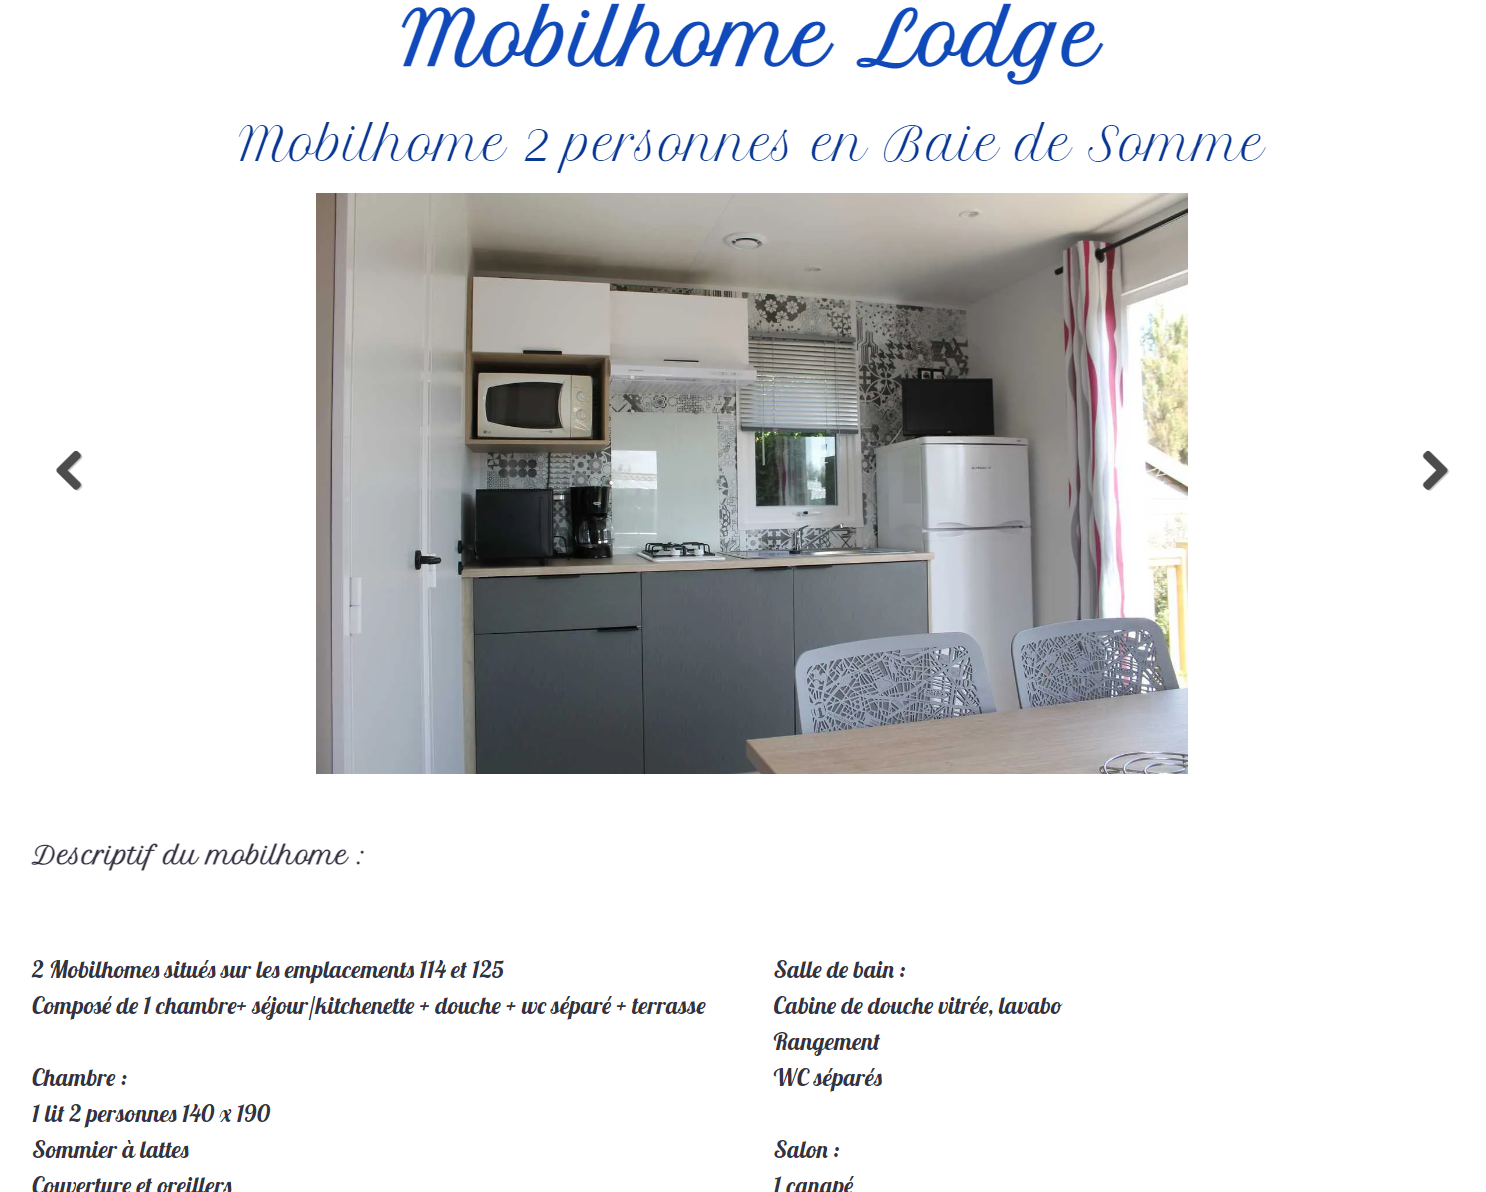 Mobilhome Lodge
Mobilhome 2 personnes en Baie de Somme
Descriptif du mobilhome :
2 Mobilhomes situés sur les emplacements 114 et 125
Composé de 1 chambre+ séjour/kitchenette + douche + wc séparé + terrasse
Chambre :
1 lit 2 personnes 140 x 190
Sommier à lattes
Couverture et oreillers
Salle de bain :
Cabine de douche vitrée, lavabo
Rangement
WC séparés
Salon :
1 canapé